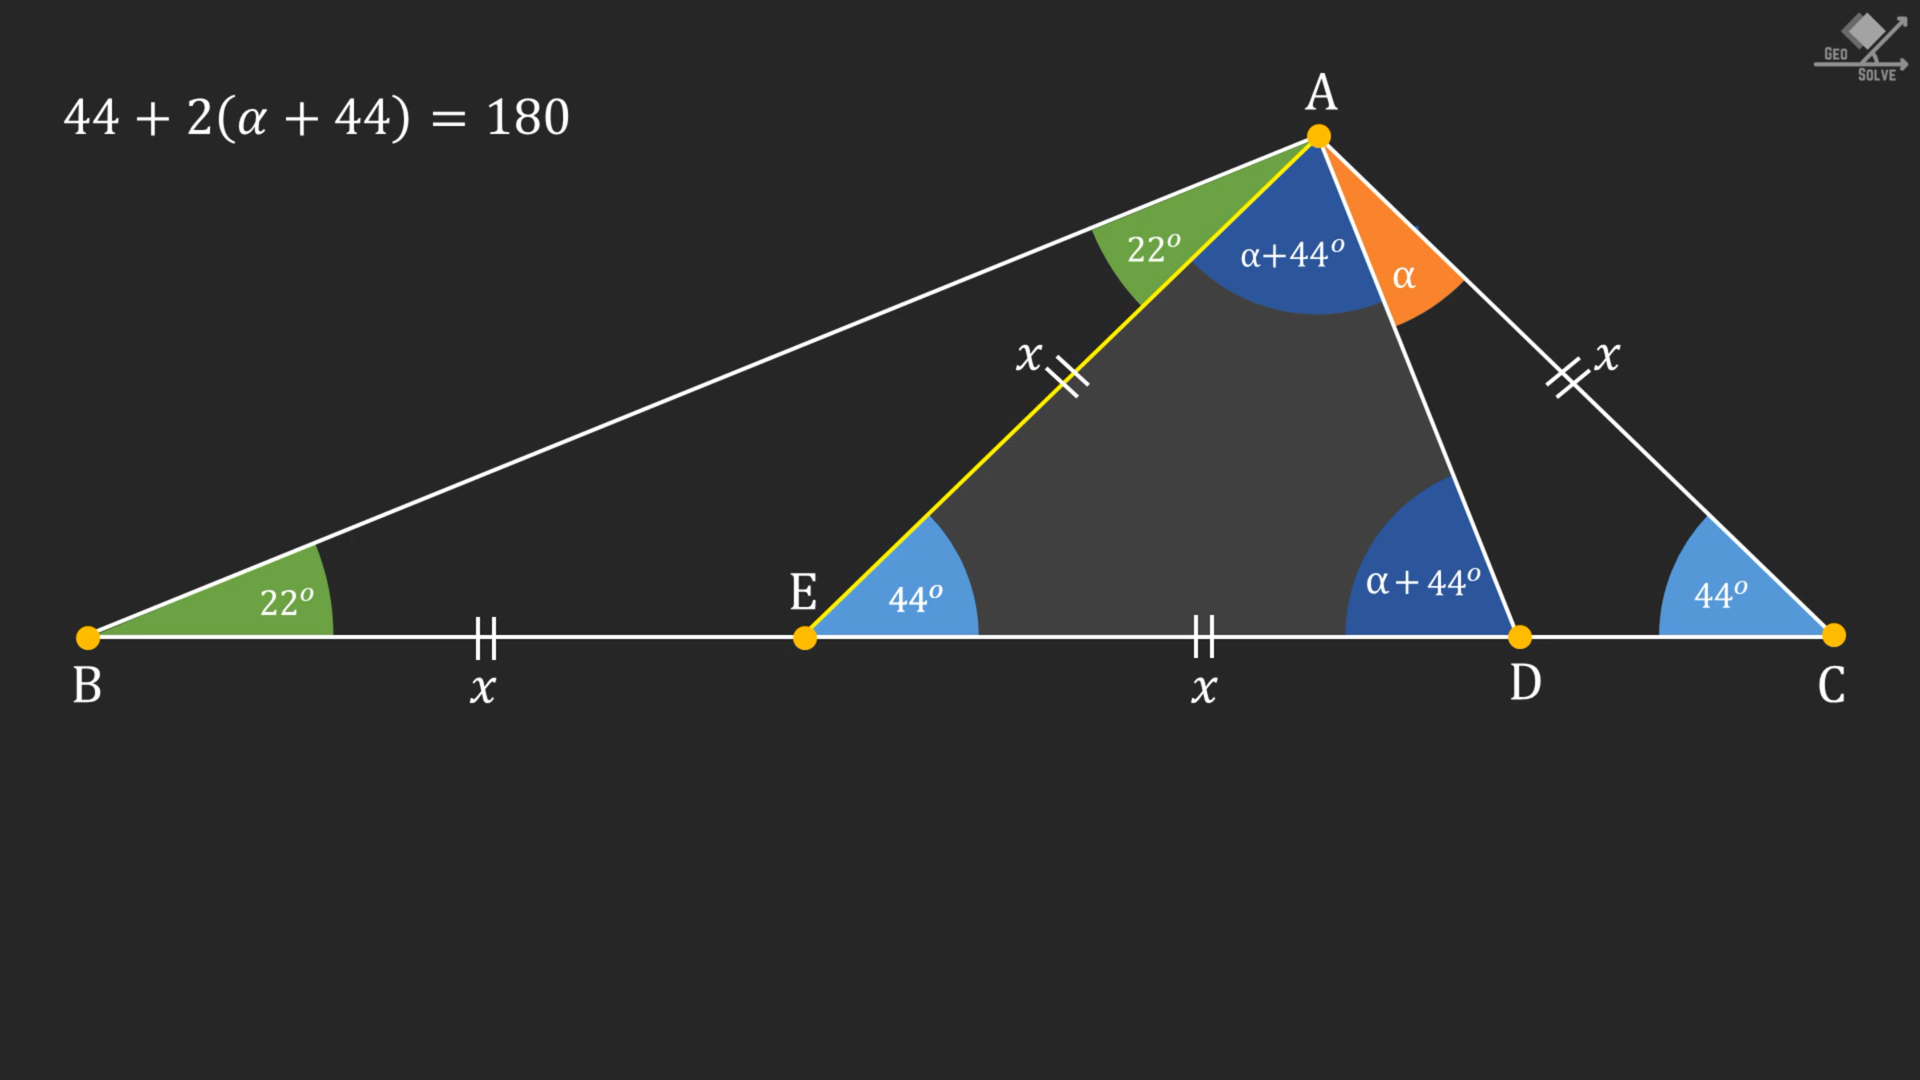 GEO
SOLVE
A
44 + 2(α + 44) = 180
22°
α+44°
α
x
x
E
α + 44°
22°
44°
44°
B
x
x
D
C